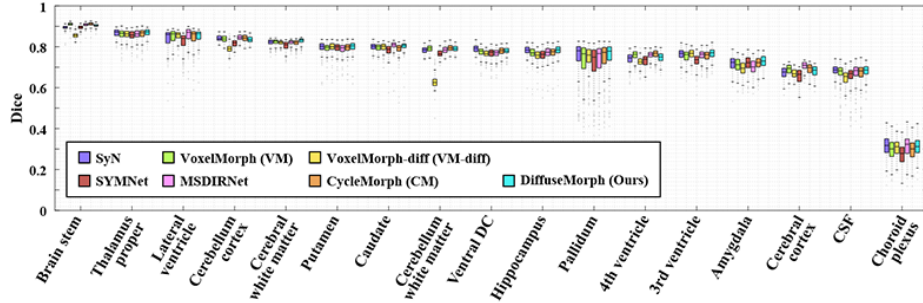 1
0.8
0.6
0.4
0.2
0
Dice
SyN
VoxelMorph (VM)
VoxelMorph-diff (VM-diff)
SYMNet
MSDIRNet
CycleMorph (CM)
DiffuseMorph (Ours)
Brain stem
Thalamus
proper
Lateral
ventricle
Cerebellum
cortex
Cerebral
white matter
Putamen
Caudate
Cerebellum
white matter
Ventral DC
Hippocampus
Pallidum
4th ventricle
3rd ventricle
Amygdala
Cerebral
cortex
CSF
Choroid
plexus